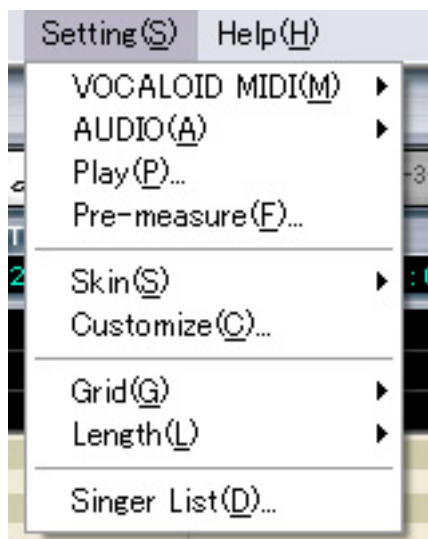 Setting(S) Help(H)
VOCALOID MIDI(M)
AUDIO(A)
Play(P)...
Pre-measure(F)...
Skin(S)
Customize(C)...
Grid(G)
Length(L)
Singer List(D)...